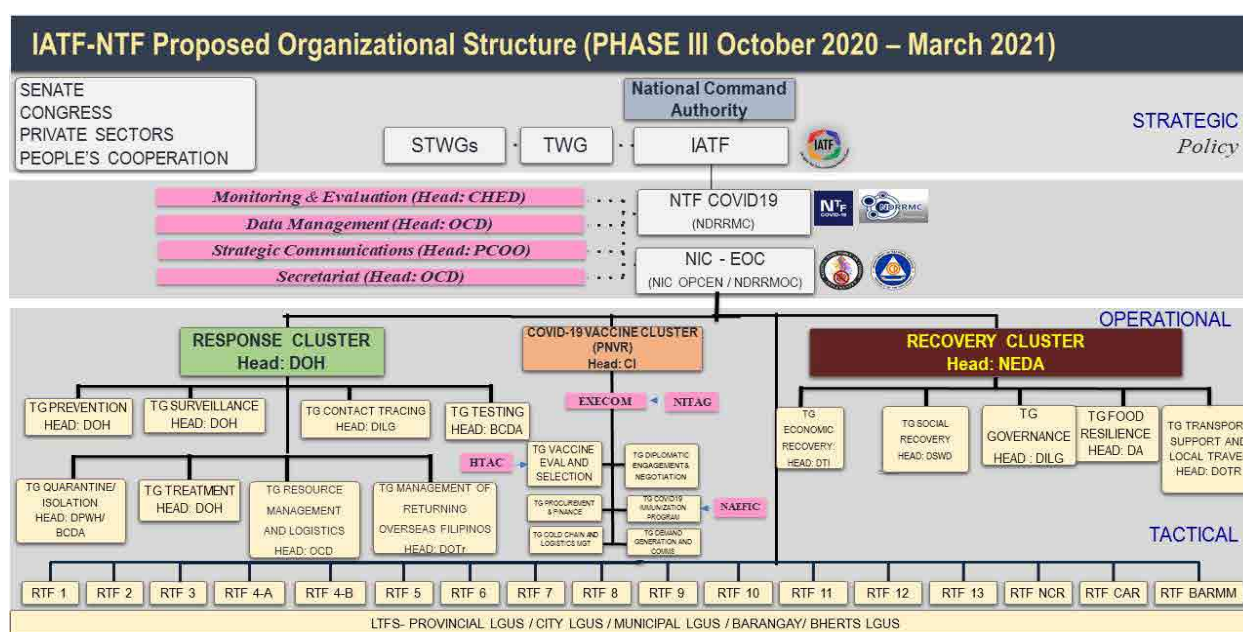 IATF-NTF Proposed Organizational Structure (PHASE III October 2020 – March 2021)
SENATE
CONGRESS
PRIVATE SECTORS
PEOPLE'S COOPERATION
National Command
Authority
STRATEGIC
Policy
STWGs
TWG
IATF
IATF
Monitoring & Evaluation (Head: CHED)
Data Management (Head: OCD)
Strategic Communications (Head: PCOO)
Secretariat (Head: OCD)
NTF COVID19
(NDRRMC)
NTF
COVID-19
NDRRMC
NIC - EOC
(NIC OPCEN / NDRRMOC)
OPERATIONAL
RESPONSE CLUSTER
Head: DOH
COVID-19 VACCINE CLUSTER
(PNVR)
Head: CI
RECOVERY CLUSTER
Head: NEDA
TG PREVENTION
HEAD: DOH
TG SURVEILLANCE
HEAD: DOH
TG CONTACT TRACING
HEAD: DILG
TG TESTING
HEAD: BCDA
EXECOM
NITAG
TG
ECONOMIC
RECOVERY:
HEAD: DTI
TG SOCIAL
RECOVERY
HEAD: DSWD
TG
GOVERNANCE
HEAD : DILG
TG FOOD
RESILIENCE
HEAD: DA
TG TRANSPORT
SUPPORT AND
LOCAL TRAVEL
HEAD: DOTR
HTAC
TG VACCINE
EVAL AND
SELECTION
TG DIPLOMATIC
ENGAGEMENT &
NEGOTIATION
TG QUARANTINE/
ISOLATION
HEAD: DPWH/
BCDA
TG TREATMENT
HEAD: DOH
TG RESOURCE
MANAGEMENT
AND LOGISTICS
HEAD: OCD
TG MANAGEMENT OF
RETURNING
OVERSEAS FILIPINOS
HEAD: DOTr
TG PROCUREMENT
& FINANCE
TG COVID19
IMMUNIZATION
PROGRAM
NAEFIC
TG COLD CHAIN AND
LOGISTICS MGT
TG DEMAND
GENERATION AND
COMMS
TACTICAL
RTF 1
RTF 2
RTF 3
RTF 4-A
RTF 4-B
RTF 5
RTF 6
RTF 7
RTF 8
RTF 9
RTF 10
RTF 11
RTF 12
RTF 13
RTF NCR
RTF CAR
RTF BARMM
LTFS- PROVINCIAL LGUS / CITY LGUS / MUNICIPAL LGUS / BARANGAY/ BHERTS LGUS